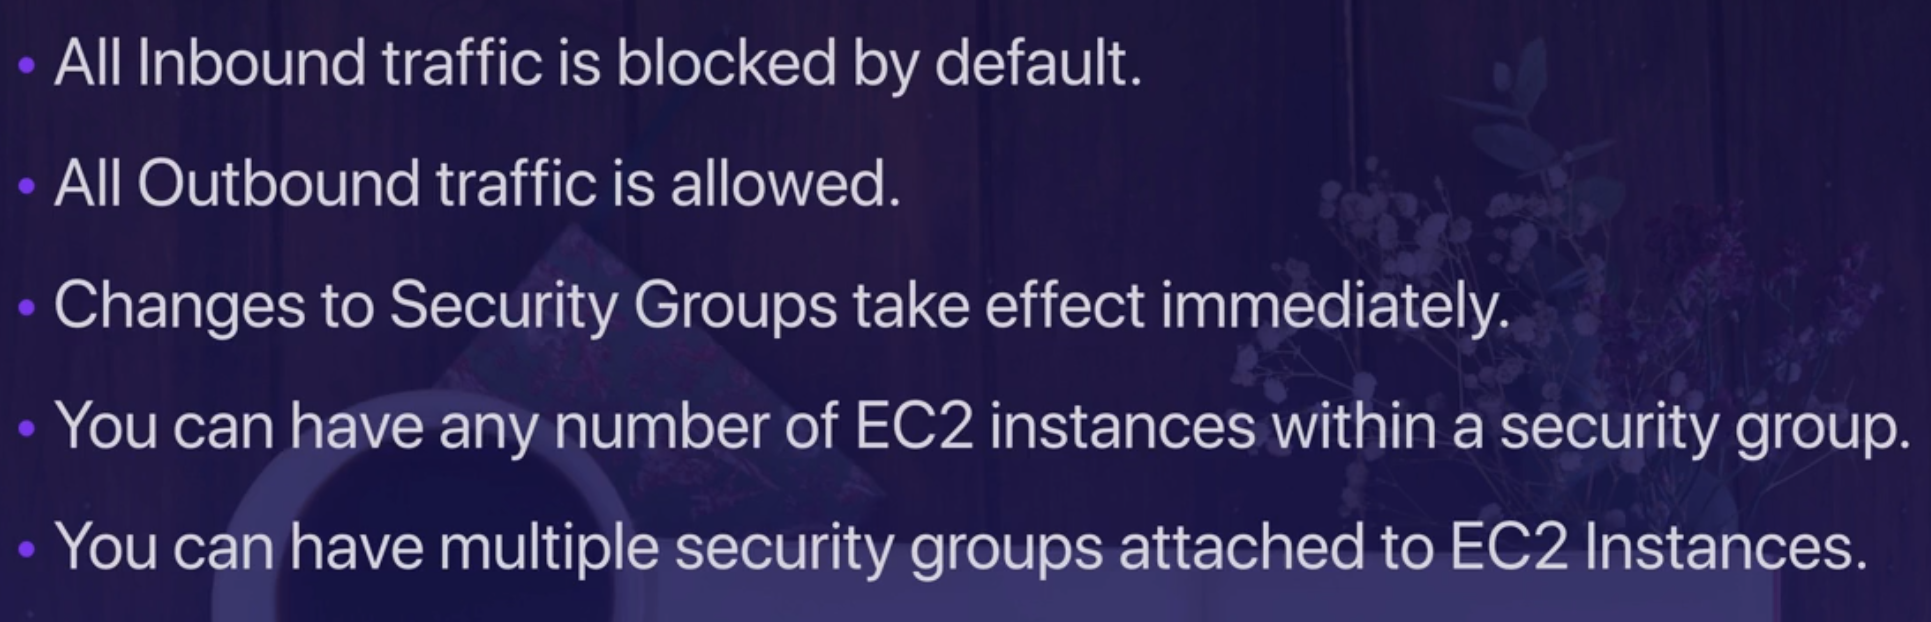 • All Inbound traffic is blocked by default.
• All Outbound traffic is allowed.
• Changes to Security Groups take effect immediately.
• You can have any number of EC2 instances within a security group.
• You can have multiple security groups attached to EC2 Instances.